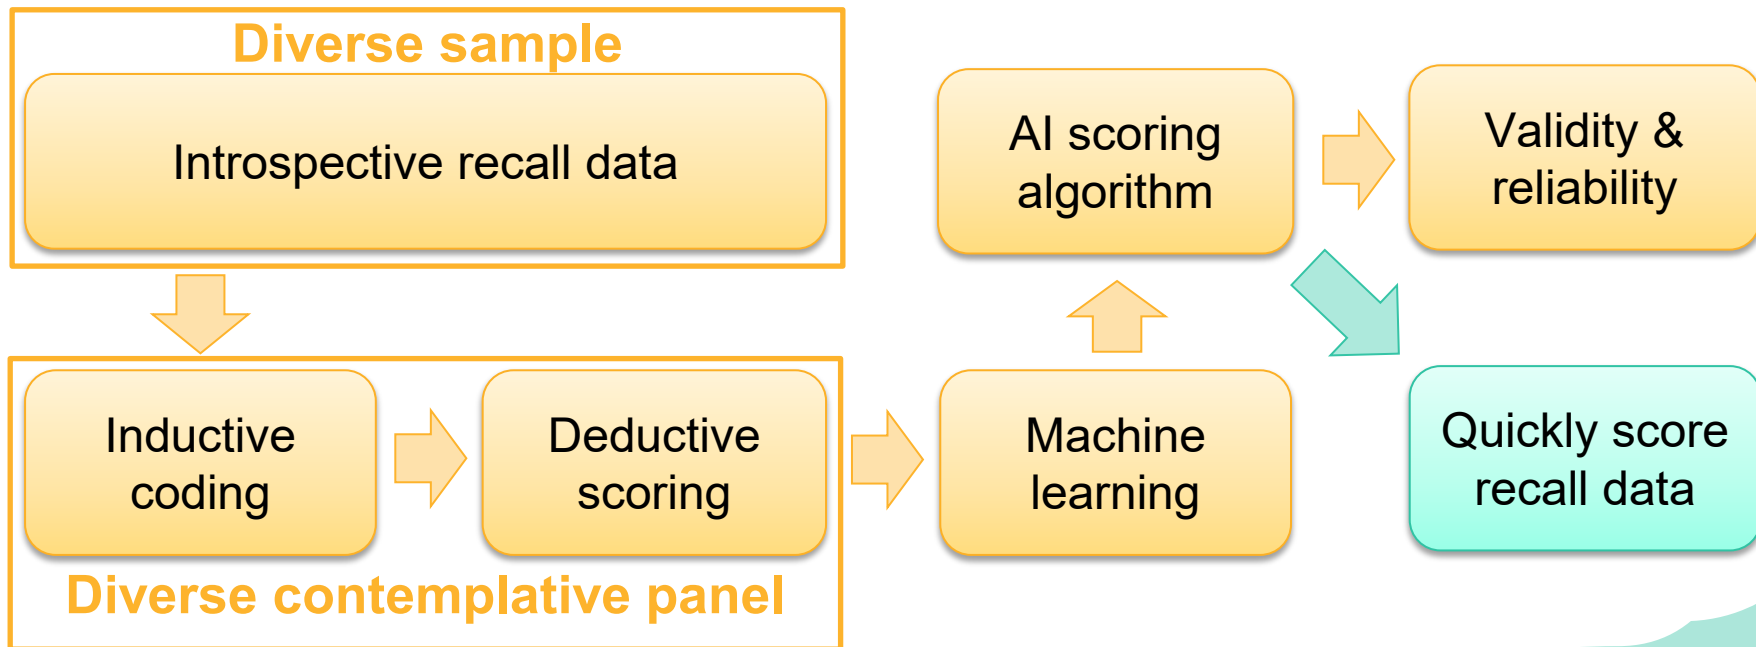 Diverse sample
Introspective recall data
Inductive
coding
Deductive
scoring
Diverse contemplative panel
Machine
learning
AI scoring
algorithm
Validity &
reliability
Quickly score
recall data